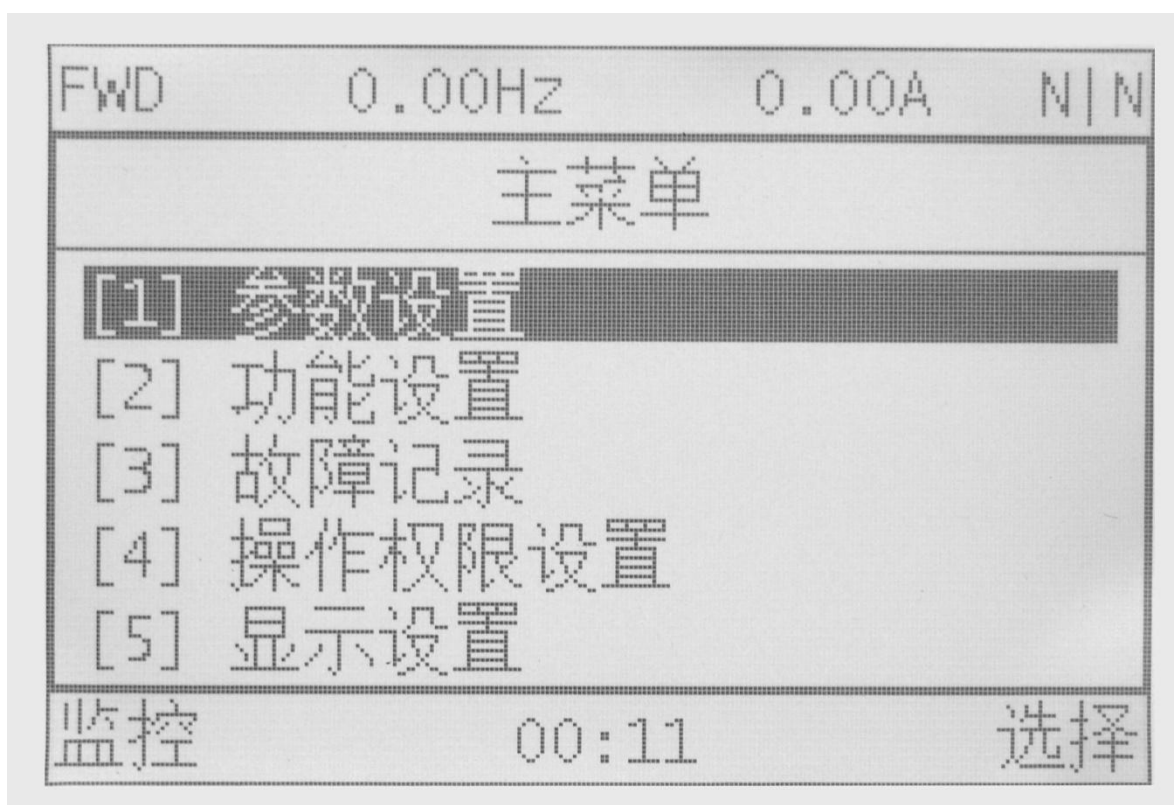 FWD 0.00Hz 0.00A N|N
主菜单
[1] 参数设置
[2] 功能设置
[3] 故障记录
[4] 操作权限设置
[5] 显示设置
监控 00:11 选择